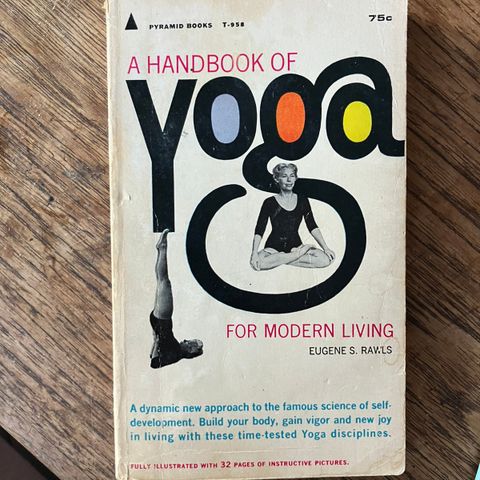 PYRAMID BOOKS T-958 75c
A HANDBOOK OF
yoga
FOR MODERN LIVING
EUGENE S. RAWLS
A dynamic new approach to the famous science of self-
development. Build your body, gain vigor and new joy
in living with these time-tested Yoga disciplines.
FULLY ILLUSTRATED WITH 32 PAGES OF INSTRUCTIVE PICTURES.